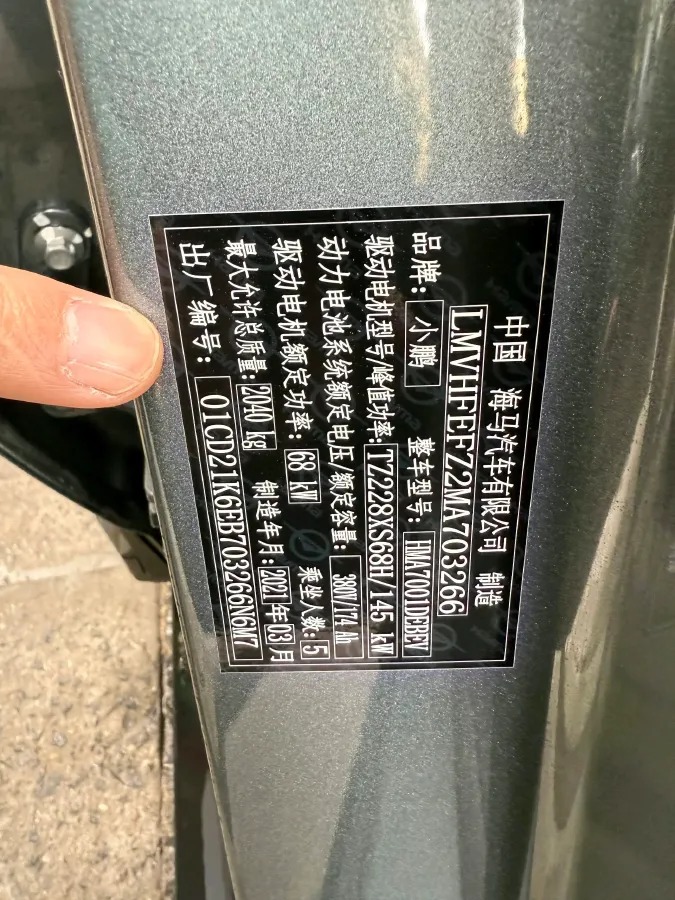 中国 海马汽车有限公司 制造
LMVHFEFZ2MA703266
品牌: 小鹏 整车型号: HMA7001DEBEV
驱动电机型号/峰值功率: TZ228XS68H/145 kW
动力电池系统额定电压/额定容量: 380V/174 Ah
驱动电机额定功率: 68 kW 乘坐人数: 5
最大允许总质量: 2040 kg 制造年月: 2021年03月
出厂编号: 01CD21K6EB703266N6M7